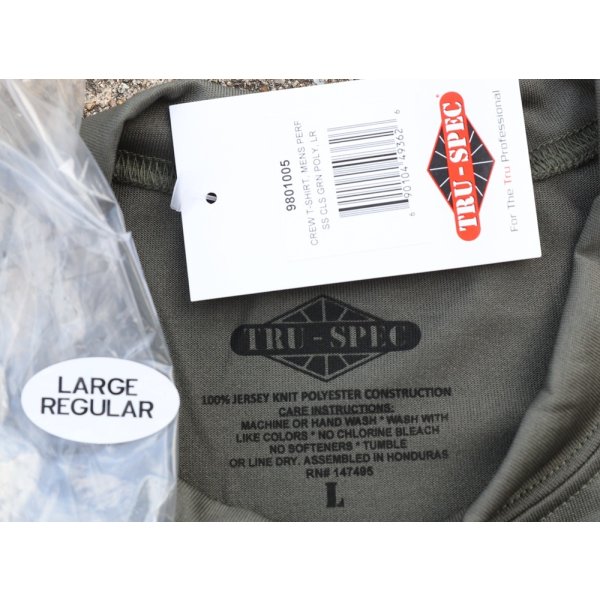 9801005
CREW T-SHIRT, MENS PERF
SS CLS GRN POLY, LR
6 90104 49362 6
TRU-SPEC
For The Tru Professional
TRU-SPEC
100% JERSEY KNIT POLYESTER CONSTRUCTION
CARE INSTRUCTIONS:
MACHINE OR HAND WASH * WASH WITH
LIKE COLORS * NO CHLORINE BLEACH
NO SOFTENERS * TUMBLE
OR LINE DRY. ASSEMBLED IN HONDURAS
RN# 147495
L
LARGE
REGULAR